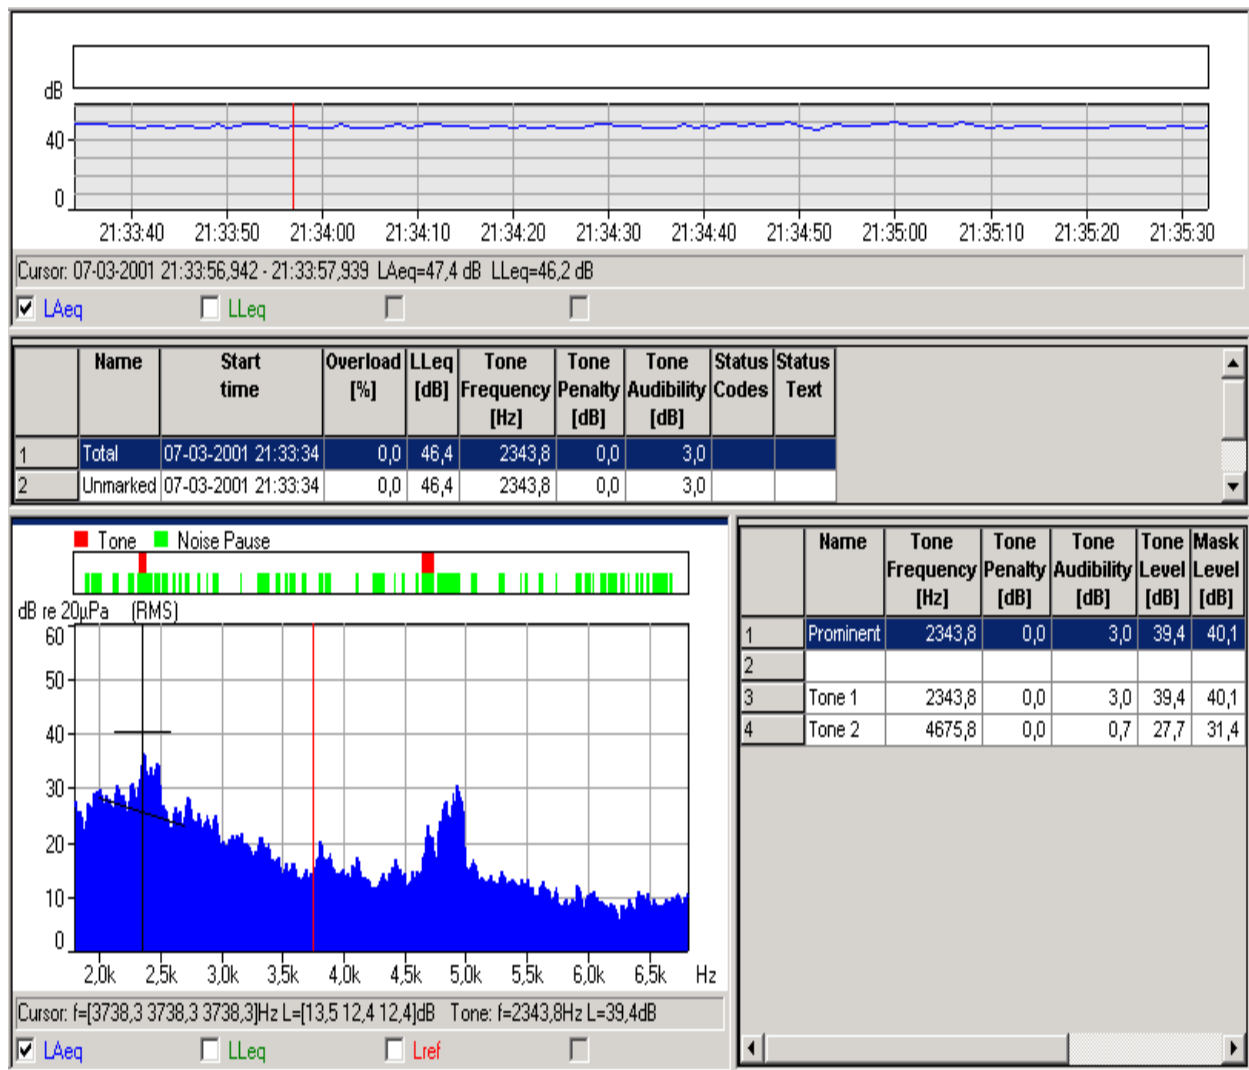 dB
40
0
21:33:40 21:33:50 21:34:00 21:34:10 21:34:20 21:34:30 21:34:40 21:34:50 21:35:00 21:35:10 21:35:20 21:35:30
Cursor: 07-03-2001 21:33:56,942 - 21:33:57,939 LAeq=47,4 dB LLeq=46,2 dB
LAeq LLeq
Name Start time Overload [%] LLeq [dB] Tone Frequency [Hz] Tone Penalty [dB] Tone Audibility [dB] Status Codes Status Text
1 Total 07-03-2001 21:33:34 0,0 46,4 2343,8 0,0 3,0
2 Unmarked 07-03-2001 21:33:34 0,0 46,4 2343,8 0,0 3,0
Tone Noise Pause
dB re 20µPa (RMS)
60
50
40
30
20
10
0
2,0k 2,5k 3,0k 3,5k 4,0k 4,5k 5,0k 5,5k 6,0k 6,5k Hz
Cursor: f=[3738,3 3738,3 3738,3]Hz L=[13,5 12,4 12,4]dB Tone: f=2343,8Hz L=39,4dB
LAeq LLeq Lref
Name Tone Frequency [Hz] Tone Penalty [dB] Tone Audibility [dB] Tone Level [dB] Mask Level [dB]
1 Prominent 2343,8 0,0 3,0 39,4 40,1
2
3 Tone 1 2343,8 0,0 3,0 39,4 40,1
4 Tone 2 4675,8 0,0 0,7 27,7 31,4